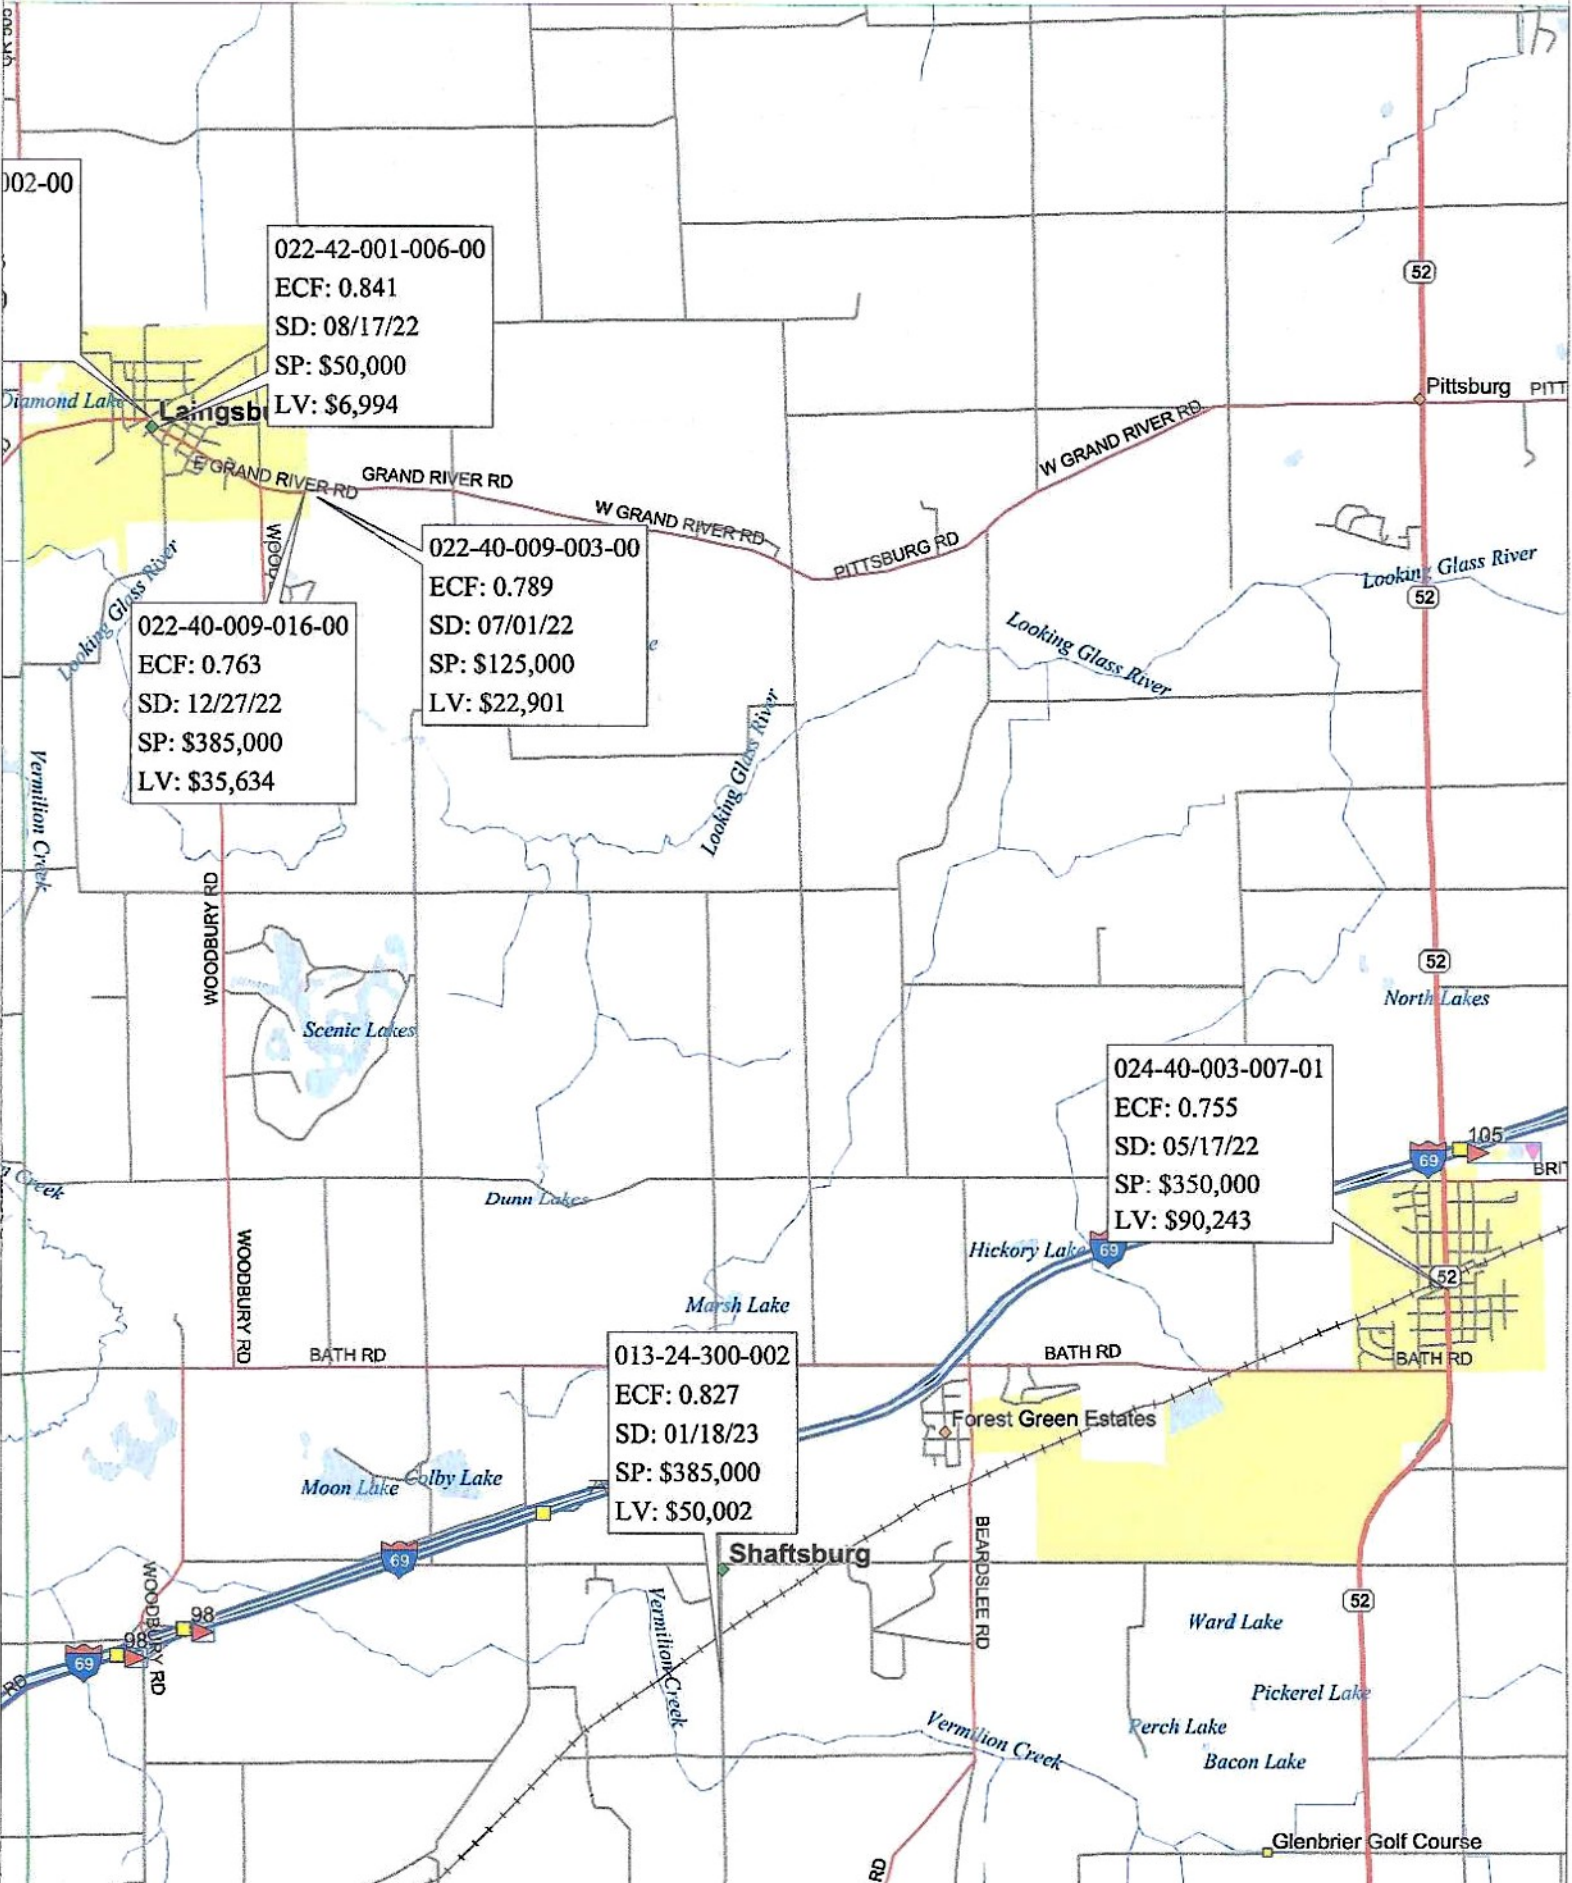 002-00
022-42-001-006-00
ECF: 0.841
SD: 08/17/22
SP: $50,000
LV: $6,994
52
Diamond Lake
Laingsbu
Pittsburg
PITT
E GRAND RIVER RD
GRAND RIVER RD
W GRAND RIVER RD
PITTSBURG RD
W GRAND RIVER RD
022-40-009-003-00
ECF: 0.789
SD: 07/01/22
SP: $125,000
LV: $22,901
Looking Glass River
52
Looking Glass River
022-40-009-016-00
ECF: 0.763
SD: 12/27/22
SP: $385,000
LV: $35,634
Looking Glass River
Looking Glass River
Vermilion Creek
WOODBURY RD
52
North Lakes
Scenic Lakes
024-40-003-007-01
ECF: 0.755
SD: 05/17/22
SP: $350,000
LV: $90,243
105
69
BRIT
Creek
Dunn Lakes
WOODBURY RD
Hickory Lake
69
52
Marsh Lake
BATH RD
BATH RD
BATH RD
013-24-300-002
ECF: 0.827
SD: 01/18/23
SP: $385,000
LV: $50,002
Forest Green Estates
Moon Lake
Colby Lake
69
Shaftsburg
BEARDSLEE RD
WOODBURY RD
98
98
69
RD
Vermilion Creek
52
Ward Lake
Pickerel Lake
Perch Lake
Bacon Lake
Vermilion Creek
Glenbrier Golf Course
RD